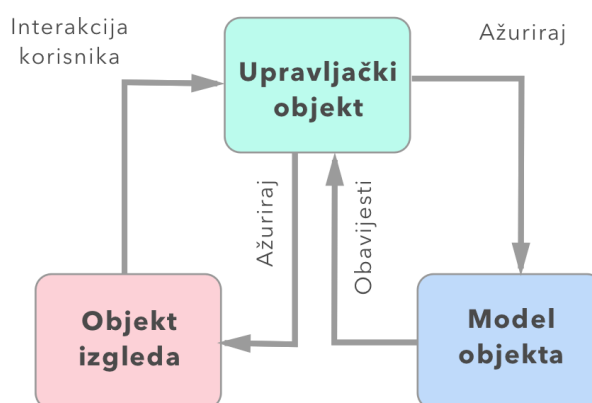 Interakcija
korisnika
Upravljački
objekt
Ažuriraj
Ažuriraj
Obavijesti
Objekt
izgleda
Model
objekta